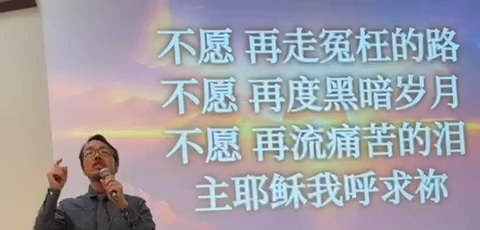 不愿 再走冤枉的路
不愿 再度黑暗岁月
不愿 再流痛苦的泪
主耶稣我呼求祢